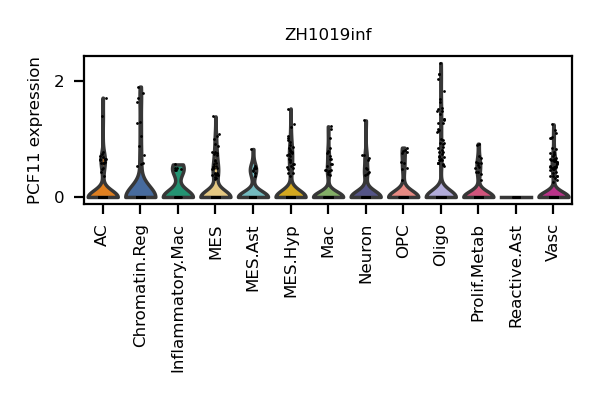 ZH1019inf
PCF11 expression
2
0
AC
Chromatin.Reg
Inflammatory.Mac
MES
MES.Ast
MES.Hyp
Mac
Neuron
OPC
Oligo
Prolif.Metab
Reactive.Ast
Vasc